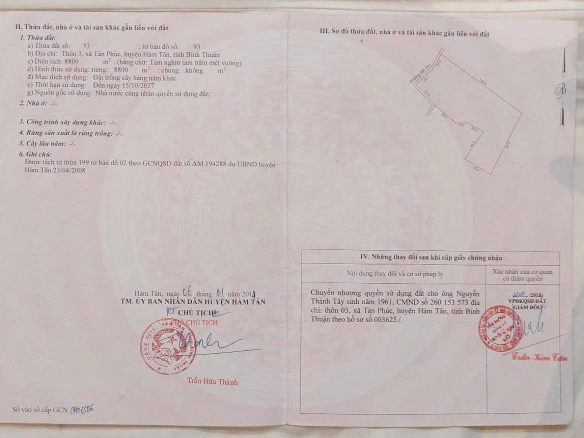 II. Thửa đất, nhà ở và tài sản khác gắn liền với đất
1. Thửa đất:
a) Thửa đất số: 53 tờ bản đồ số: 93
b) Địa chỉ: Thôn 3, xã Tân Phúc, huyện Hàm Tân, tỉnh Bình Thuận
c) Diện tích: 8800 m², (bằng chữ: Tám nghìn tám trăm mét vuông)
d) Hình thức sử dụng: riêng: 8800 m²; chung: không m²
đ) Mục đích sử dụng: Đất trồng cây hàng năm khác
e) Thời hạn sử dụng: Đến ngày 15/10/2027
g) Nguồn gốc sử dụng: Nhà nước công nhận quyền sử dụng đất;
2. Nhà ở: -/-
3. Công trình xây dựng khác: -/-
4. Rừng sản xuất là rừng trồng: -/-
5. Cây lâu năm: -/-
6. Ghi chú:
Được tách từ thửa 199 tờ bản đồ 02 theo GCNQSD đất số AM 194288 do UBND huyện
Hàm Tân 23/04/2008
Hàm Tân, ngày 06 tháng 01
TM. ỦY BAN NHÂN DÂN HUYỆN HÀM TÂN
CHỦ TỊCH
CHỦ TỊCH
Trần Hữu Thành
Số vào sổ cấp GCN:
III. Sơ đồ thửa đất, nhà ở và tài sản khác gắn liền với đất
IV. Những thay đổi sau khi cấp giấy chứng nhận
Nội dung thay đổi và cơ sở pháp lý
Xác nhận của cơ quan
có thẩm quyền
Chuyển nhượng quyền sử dụng đất cho ông Nguyễn
Thành Tây sinh năm 1961, CMND số 260 153 573 địa
chỉ: thôn 03, xã Tân Phúc, huyện Hàm Tân, tỉnh Bình
Thuận theo hồ sơ số 003625./.
VPĐKQSD ĐẤT
GIÁM ĐỐC
Trần Kim Tân